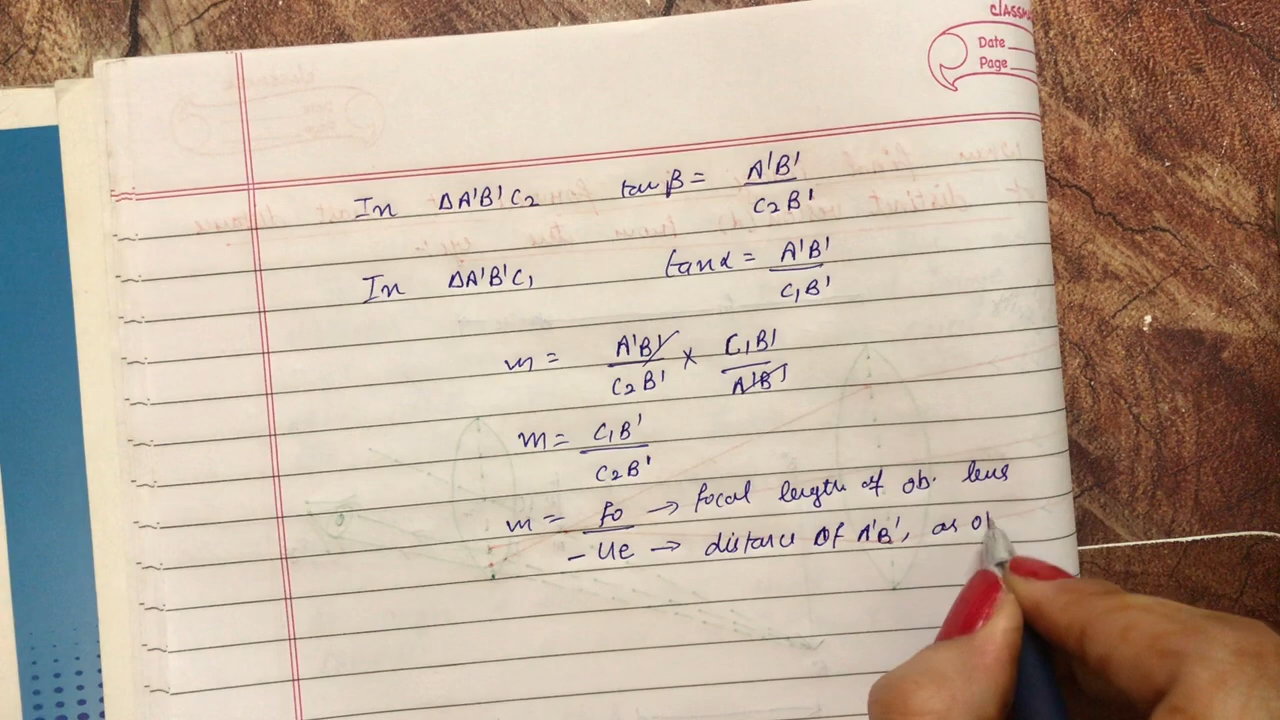 classm
Date
Page
In ΔA'B'C₂ tan β = A'B' / C₂B'
In ΔA'B'C₁ tan α = A'B' / C₁B'
m = A'B' / C₂B' × C₁B' / A'B'
m = C₁B' / C₂B'
m = fo → focal length of ob. lens
- ue → distance of A'B', as o